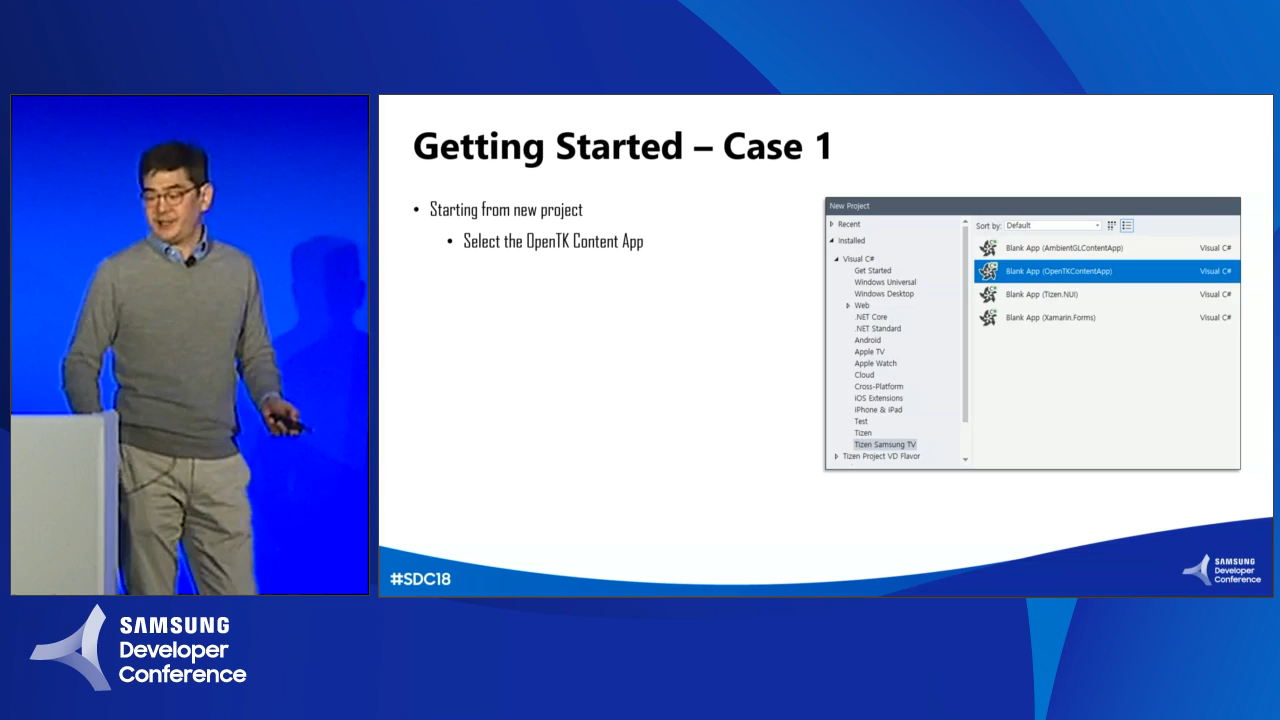 Getting Started – Case 1
• Starting from new project
• Select the OpenTK Content App
New Project
Recent
Installed
Visual C#
Get Started
Windows Universal
Windows Desktop
Web
.NET Core
.NET Standard
Android
Apple TV
Apple Watch
Cloud
Cross-Platform
iOS Extensions
iPhone & iPad
Test
Tizen
Tizen Samsung TV
Tizen Project VD Flavor
Sort by: Default
Blank App (AmbientGLContentApp) Visual C#
Blank App (OpenTKContentApp) Visual C#
Blank App (Tizen.NUI) Visual C#
Blank App (Xamarin.Forms) Visual C#
#SDC18
SAMSUNG
Developer
Conference
SAMSUNG
Developer
Conference